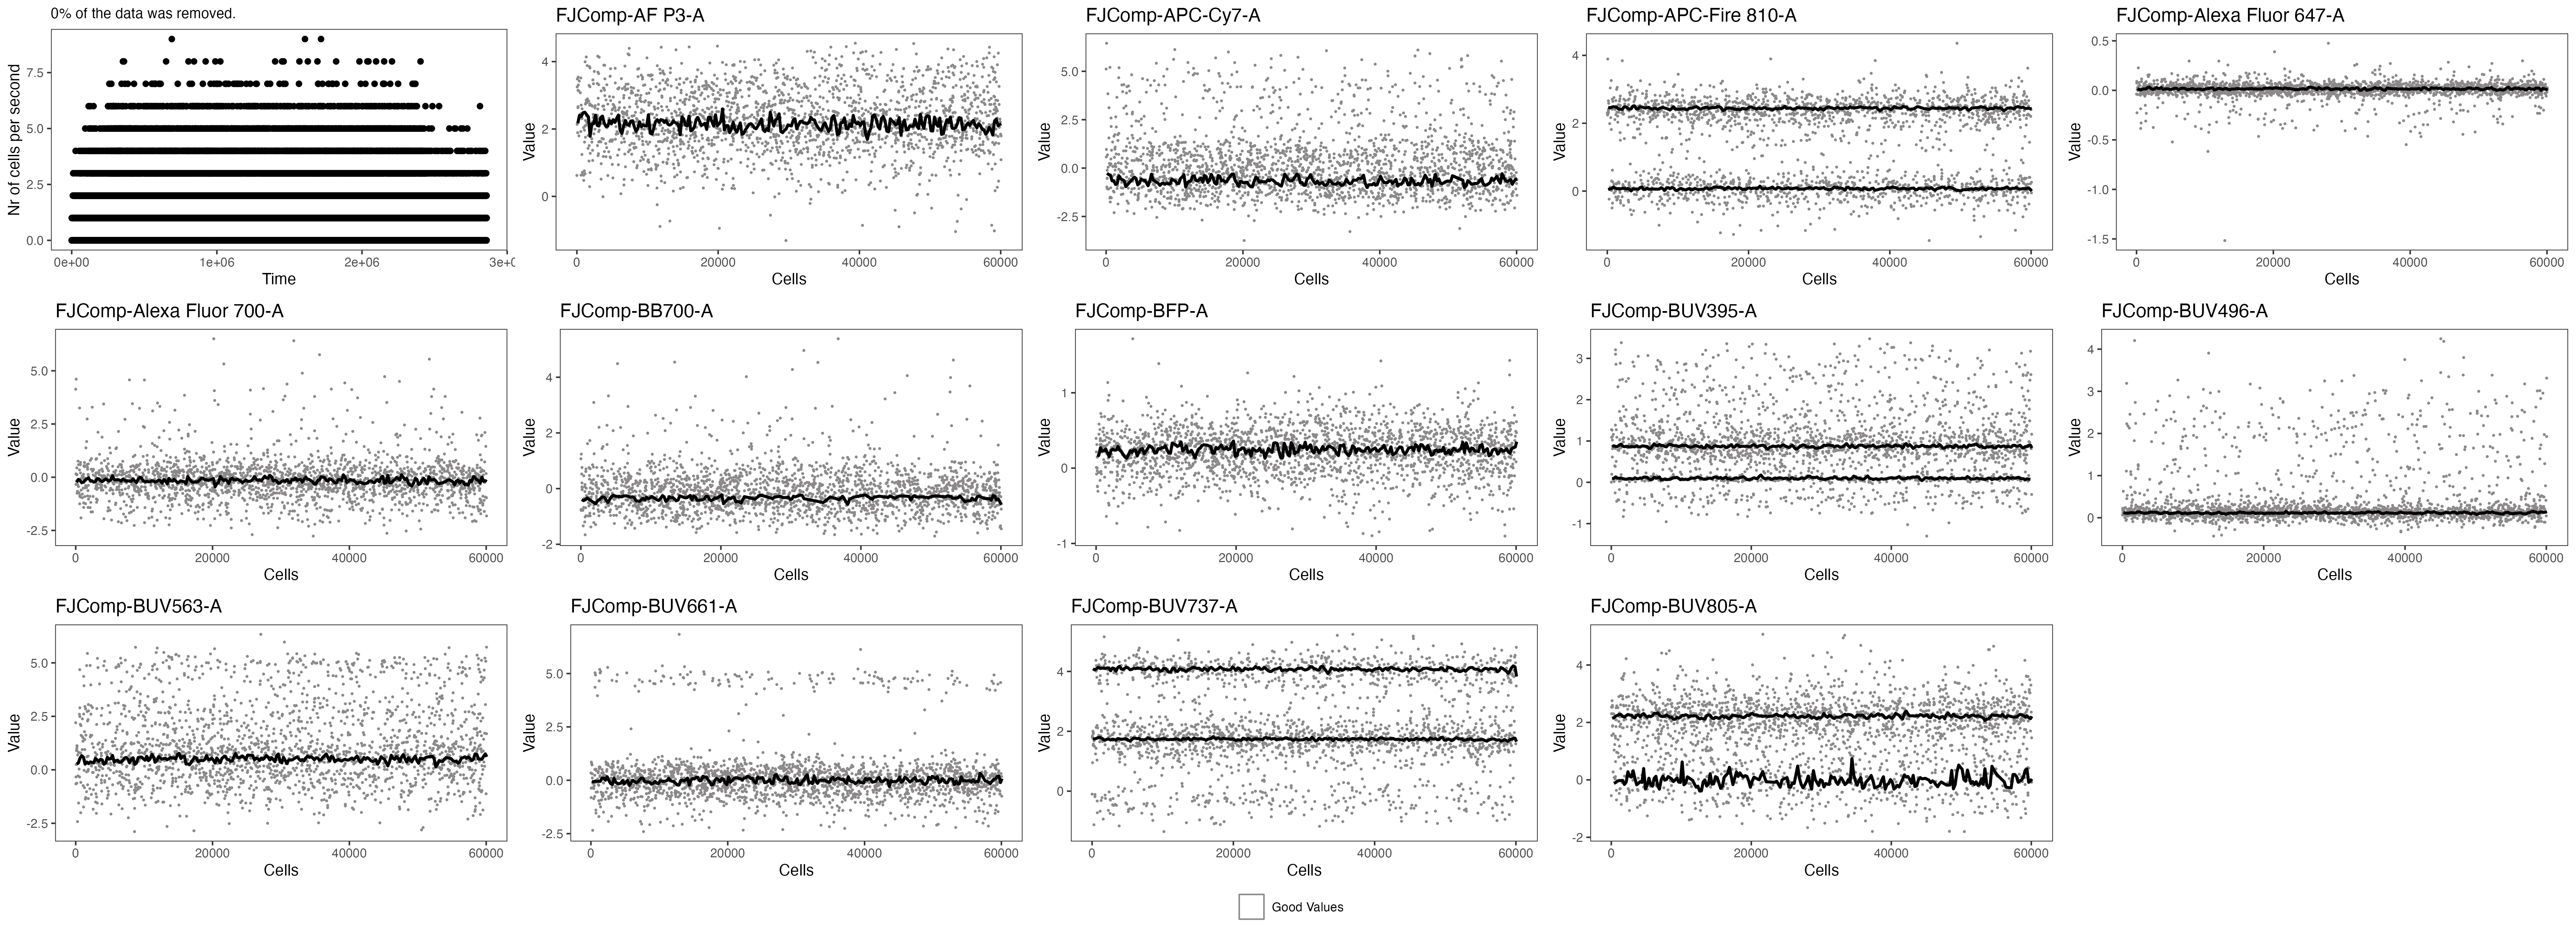 0% of the data was removed.
Nr of cells per second
7.5
5.0
2.5
0.0
0e+00 1e+06 2e+06 3e+0
Time
FJComp-AF P3-A
Value
4
2
0
0 20000 40000 60000
Cells
FJComp-APC-Cy7-A
Value
5.0
2.5
0.0
-2.5
0 20000 40000 60000
Cells
FJComp-APC-Fire 810-A
Value
4
2
0
0 20000 40000 60000
Cells
FJComp-Alexa Fluor 647-A
Value
0.5
0.0
-0.5
-1.0
-1.5
0 20000 40000 60000
Cells
FJComp-Alexa Fluor 700-A
Value
5.0
2.5
0.0
-2.5
0 20000 40000 60000
Cells
FJComp-BB700-A
Value
4
2
0
-2
0 20000 40000 60000
Cells
FJComp-BFP-A
Value
1
0
-1
0 20000 40000 60000
Cells
FJComp-BUV395-A
Value
3
2
1
0
-1
0 20000 40000 60000
Cells
FJComp-BUV496-A
Value
4
3
2
1
0
0 20000 40000 60000
Cells
FJComp-BUV563-A
Value
5.0
2.5
0.0
-2.5
0 20000 40000 60000
Cells
FJComp-BUV661-A
Value
5.0
2.5
0.0
-2.5
0 20000 40000 60000
Cells
FJComp-BUV737-A
Value
4
2
0
0 20000 40000 60000
Cells
FJComp-BUV805-A
Value
4
2
0
-2
0 20000 40000 60000
Cells
Good Values